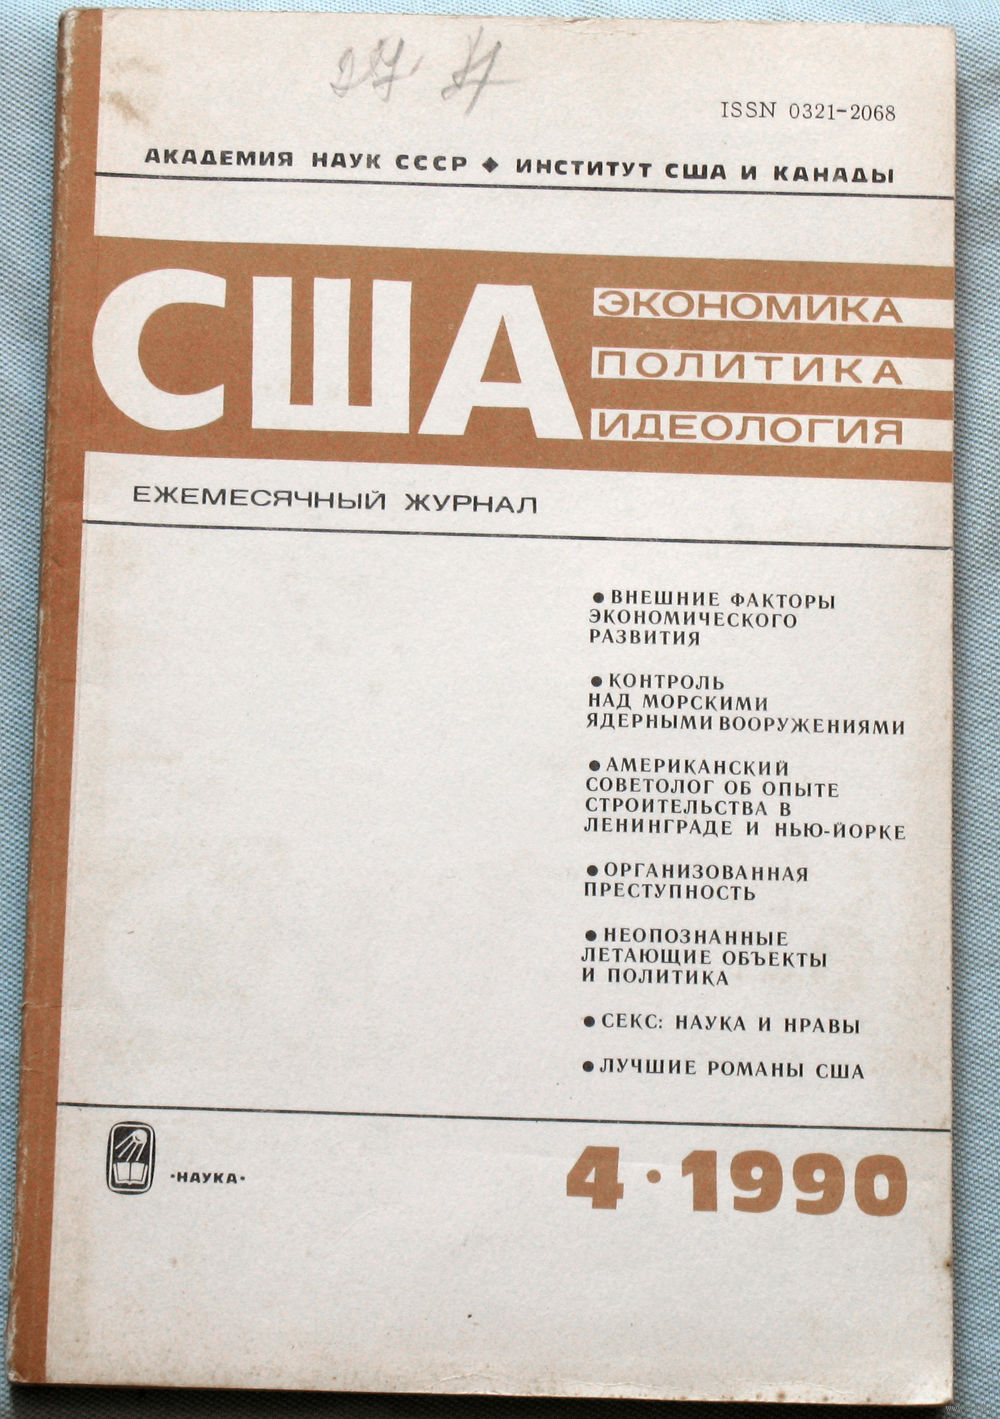 ISSN 0321-2068
АКАДЕМИЯ НАУК СССР ◆ ИНСТИТУТ США И КАНАДЫ
США
ЭКОНОМИКА
ПОЛИТИКА
ИДЕОЛОГИЯ
ЕЖЕМЕСЯЧНЫЙ ЖУРНАЛ
● ВНЕШНИЕ ФАКТОРЫ
ЭКОНОМИЧЕСКОГО
РАЗВИТИЯ
● КОНТРОЛЬ
НАД МОРСКИМИ
ЯДЕРНЫМИ ВООРУЖЕНИЯМИ
● АМЕРИКАНСКИЙ
СОВЕТОЛОГ ОБ ОПЫТЕ
СТРОИТЕЛЬСТВА В
ЛЕНИНГРАДЕ И НЬЮ-ЙОРКЕ
● ОРГАНИЗОВАННАЯ
ПРЕСТУПНОСТЬ
● НЕОПОЗНАННЫЕ
ЛЕТАЮЩИЕ ОБЪЕКТЫ
И ПОЛИТИКА
● СЕКС: НАУКА И НРАВЫ
● ЛУЧШИЕ РОМАНЫ США
·НАУКА·
4·1990